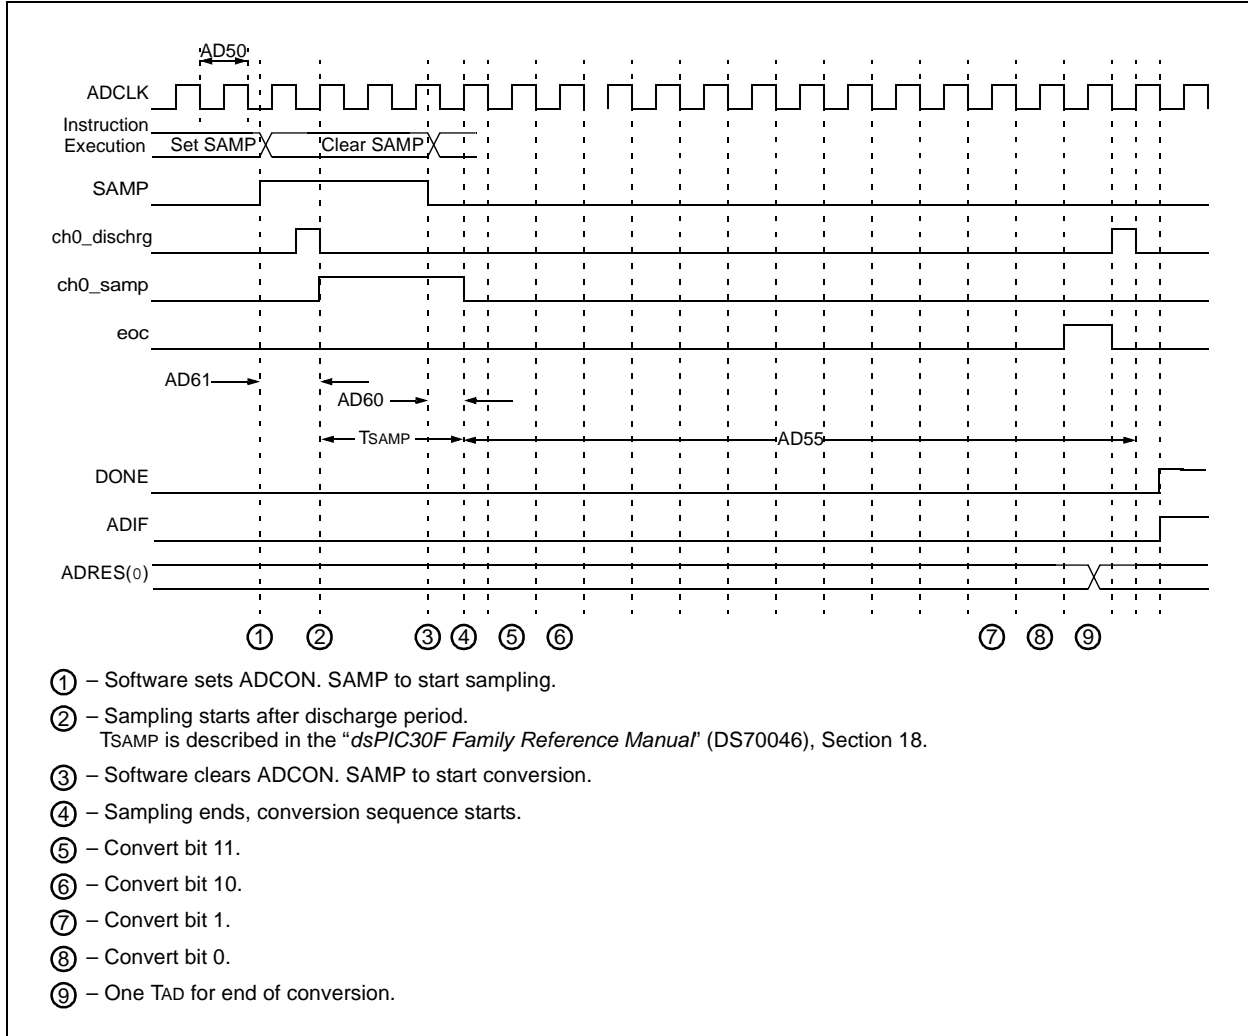 AD50
ADCLK
Instruction
Execution
Set SAMP
Clear SAMP
SAMP
ch0_dischrg
ch0_samp
eoc
AD61
AD60
TSAMP
AD55
DONE
ADIF
ADRES(0)
1 2 3 4 5 6 7 8 9
1 – Software sets ADCON. SAMP to start sampling.
2 – Sampling starts after discharge period.
TSAMP is described in the “dsPIC30F Family Reference Manual” (DS70046), Section 18.
3 – Software clears ADCON. SAMP to start conversion.
4 – Sampling ends, conversion sequence starts.
5 – Convert bit 11.
6 – Convert bit 10.
7 – Convert bit 1.
8 – Convert bit 0.
9 – One TAD for end of conversion.